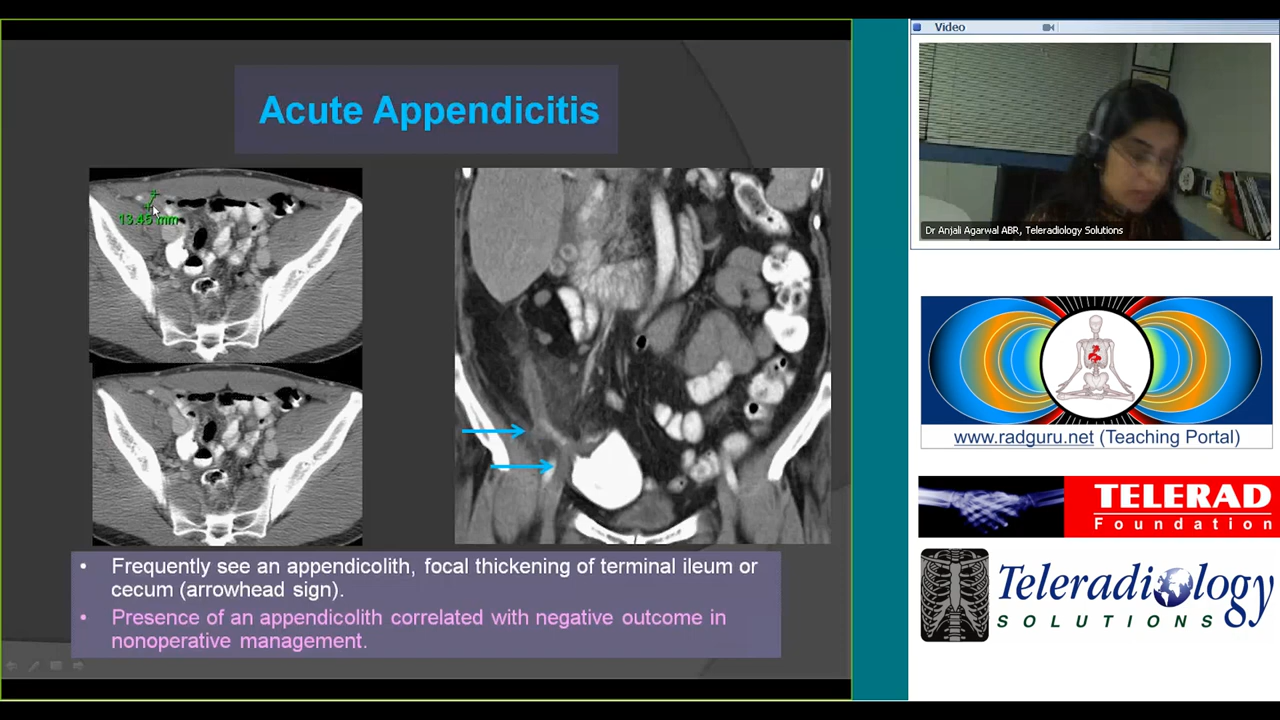 Acute Appendicitis
13.45 mm
• Frequently see an appendicolith, focal thickening of terminal ileum or
cecum (arrowhead sign).
• Presence of an appendicolith correlated with negative outcome in
nonoperative management.
Video
Dr Anjali Agarwal ABR, Teleradiology Solutions
www.radguru.net (Teaching Portal)
TELERAD
Foundation
Teleradiology
SOLUTIONS